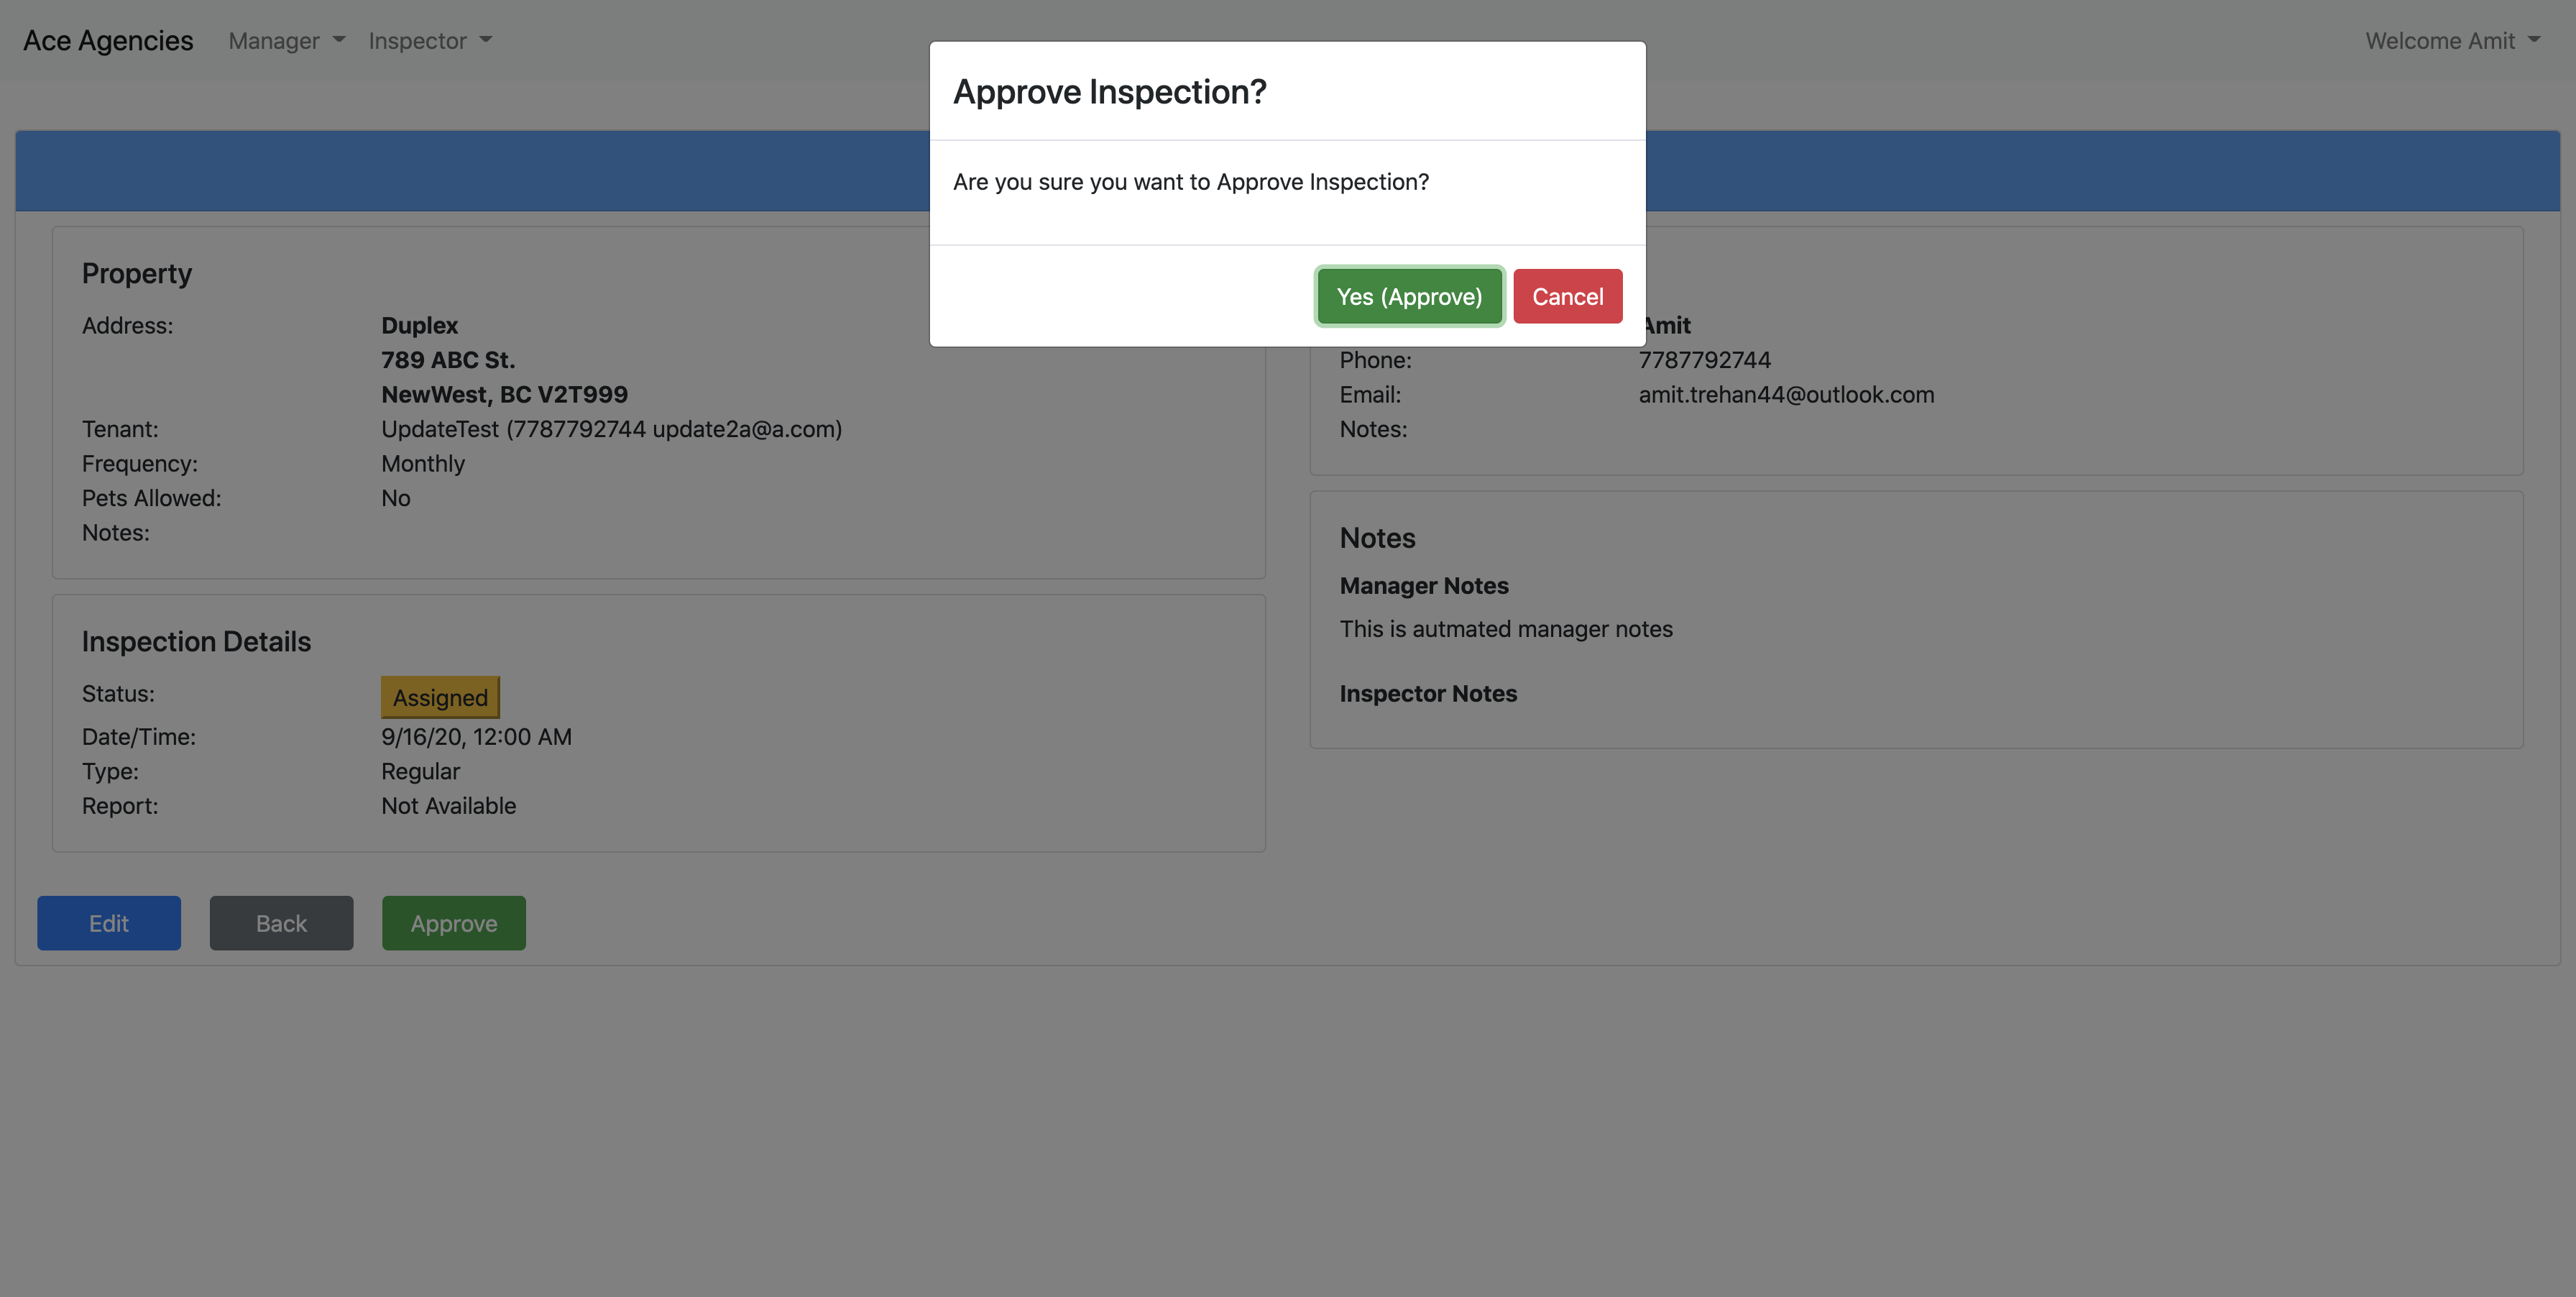 Ace Agencies Manager Inspector Welcome Amit
Approve Inspection?
Are you sure you want to Approve Inspection?
Yes (Approve) Cancel
Property
Address: Duplex
789 ABC St.
NewWest, BC V2T999
Tenant: UpdateTest (7787792744 update2a@a.com)
Frequency: Monthly
Pets Allowed: No
Notes:
Inspection Details
Status: Assigned
Date/Time: 9/16/20, 12:00 AM
Type: Regular
Report: Not Available
Amit
Phone: 7787792744
Email: amit.trehan44@outlook.com
Notes:
Notes
Manager Notes
This is autmated manager notes
Inspector Notes
Edit Back Approve